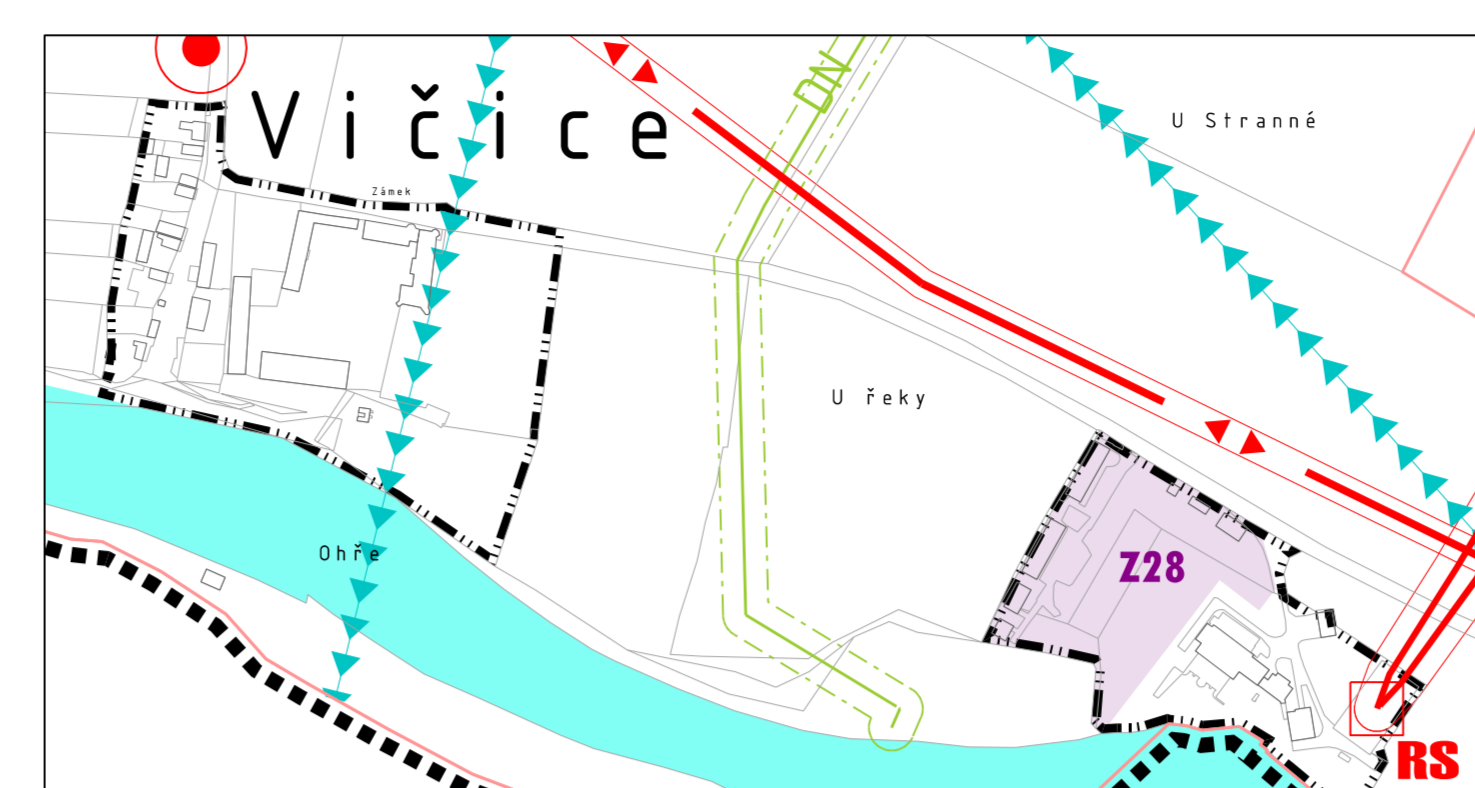 DN
U Stranné
Vičice
Zámek
U řeky
Ohře
Z28
RS